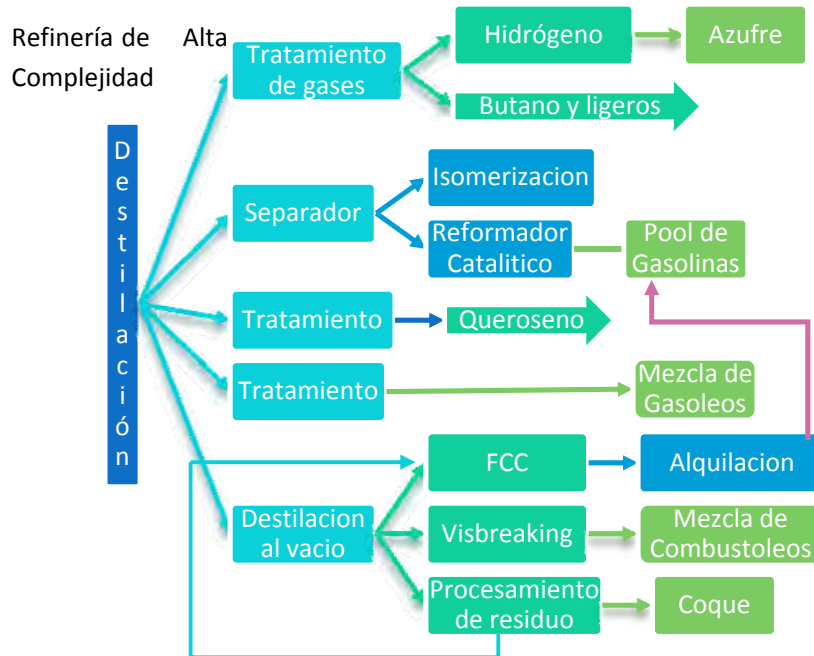 Refinería de Alta
Complejidad
Destilación
Tratamiento
de gases
Hidrógeno
Azufre
Butano y ligeros
Separador
Isomerizacion
Reformador
Catalitico
Pool de
Gasolinas
Tratamiento
Queroseno
Tratamiento
Mezcla de
Gasoleos
Destilacion
al vacio
FCC
Alquilacion
Visbreaking
Mezcla de
Combustoleos
Procesamiento
de residuo
Coque